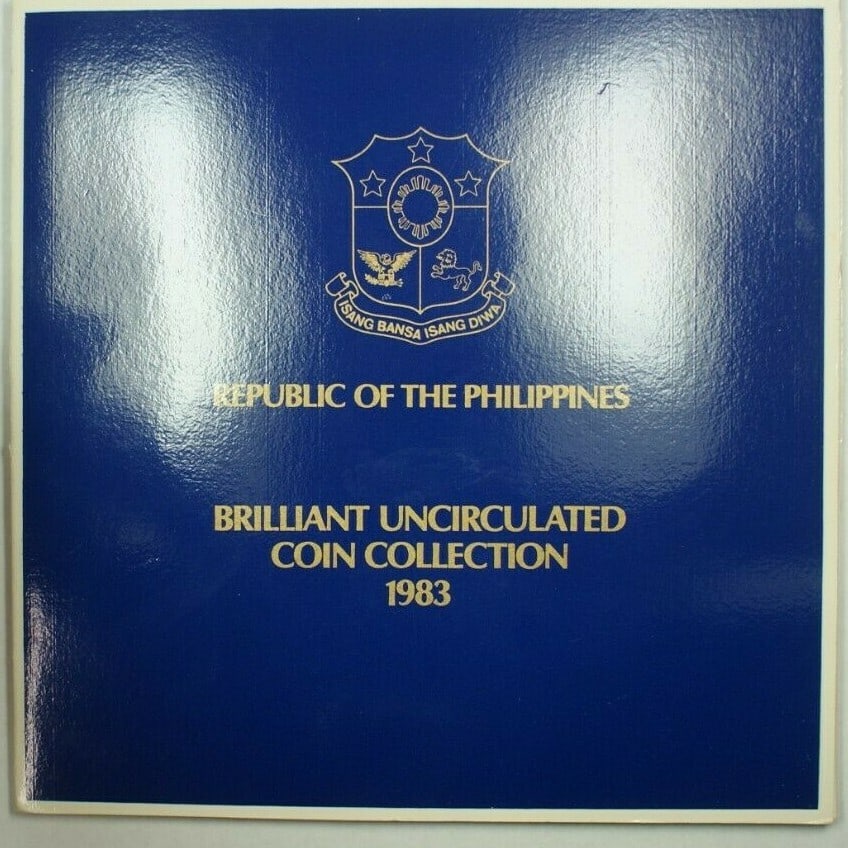 ISANG BANSA ISANG DIWA
REPUBLIC OF THE PHILIPPINES
BRILLIANT UNCIRCULATED
COIN COLLECTION
1983